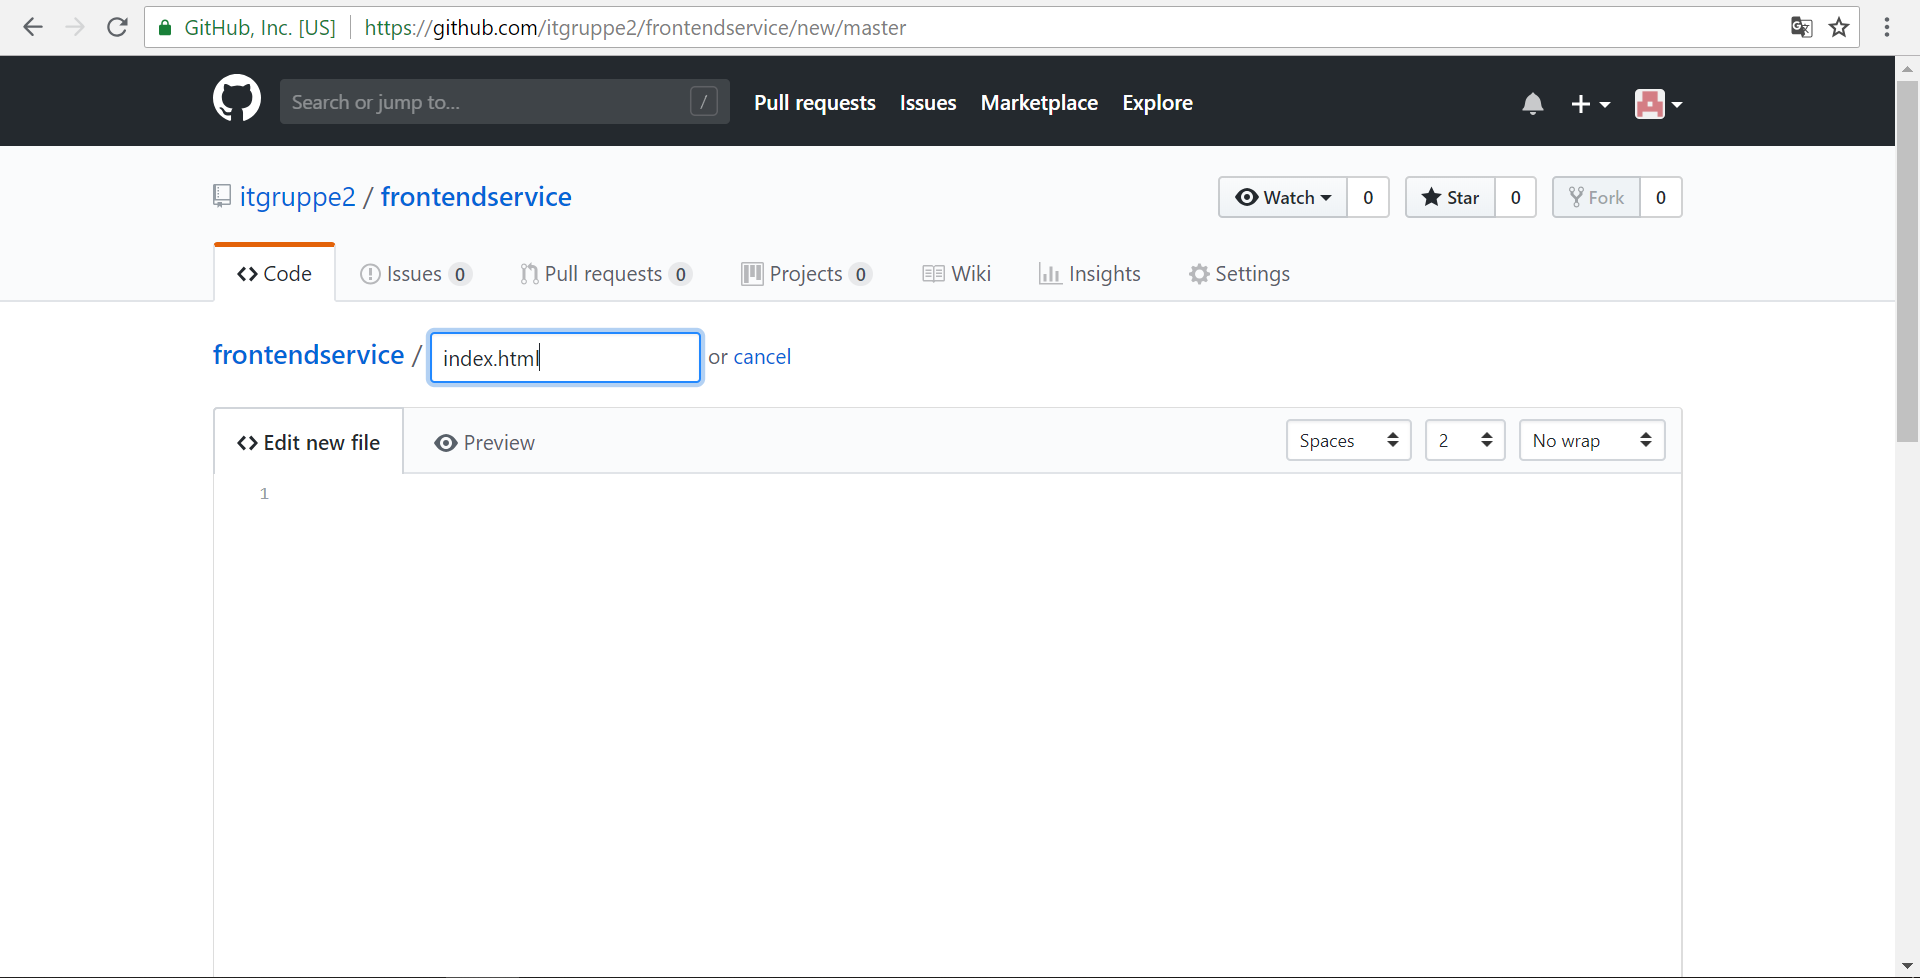 GitHub, Inc. [US] https://github.com/itgruppe2/frontendservice/new/master
Search or jump to... / Pull requests Issues Marketplace Explore
itgruppe2 / frontendservice Watch 0 Star 0 Fork 0
Code Issues 0 Pull requests 0 Projects 0 Wiki Insights Settings
frontendservice / index.html or cancel
Edit new file Preview Spaces 2 No wrap
1